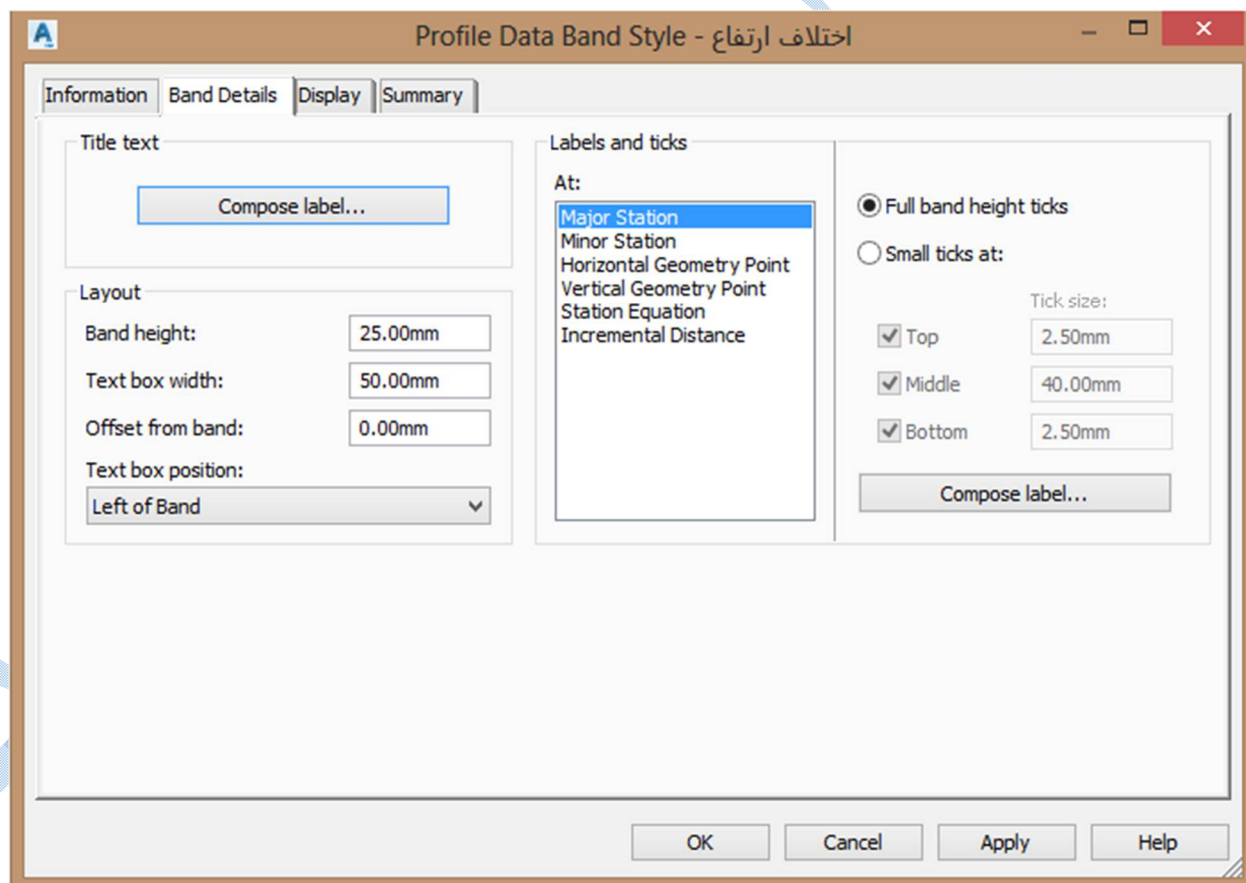 Profile Data Band Style - اختلاف ارتفاع
Information Band Details Display Summary
Title text
Compose label...
Layout
Band height: 25.00mm
Text box width: 50.00mm
Offset from band: 0.00mm
Text box position:
Left of Band
Labels and ticks
At:
Major Station
Minor Station
Horizontal Geometry Point
Vertical Geometry Point
Station Equation
Incremental Distance
Full band height ticks
Small ticks at:
Tick size:
Top 2.50mm
Middle 40.00mm
Bottom 2.50mm
Compose label...
OK Cancel Apply Help